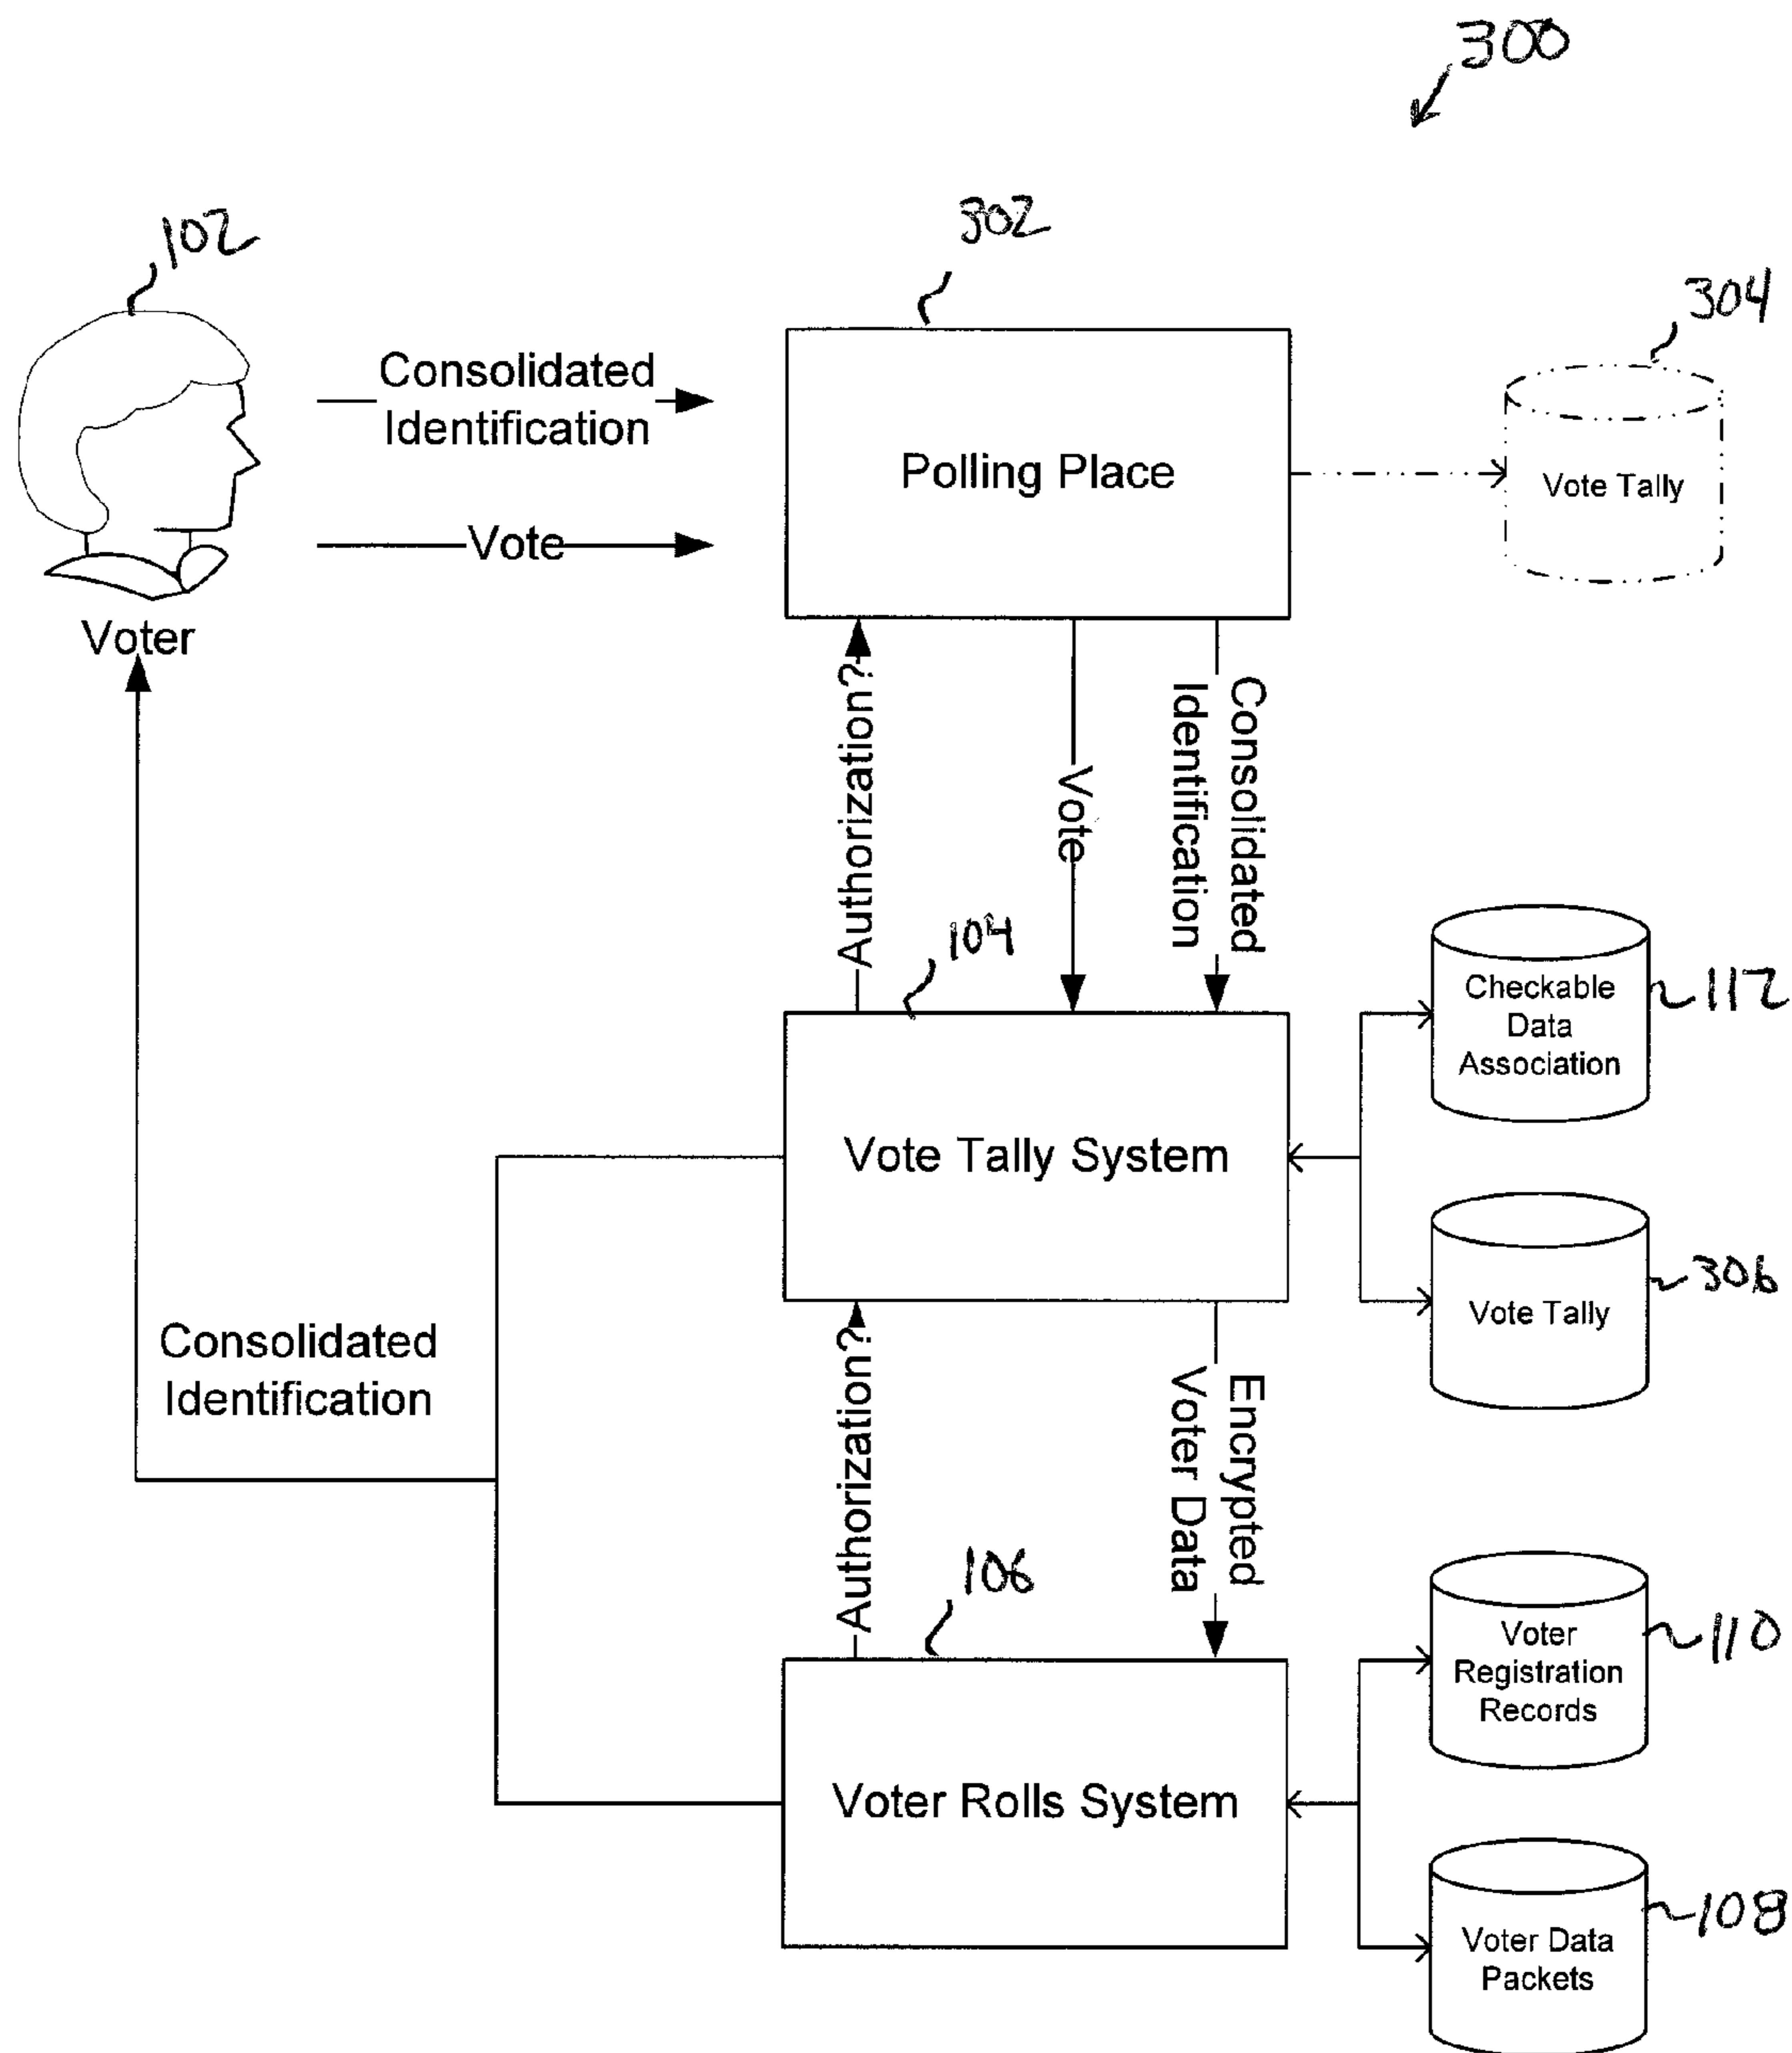 300
102
302
304
Consolidated
Identification
Polling Place
Vote Tally
Vote
Voter
Authorization?
Vote
Consolidated
Identification
104
Checkable
Data
Association
112
Vote Tally System
Vote Tally
306
Consolidated
Identification
Authorization?
Encrypted
Voter Data
106
Voter
Registration
Records
110
Voter Rolls System
Voter Data
Packets
108